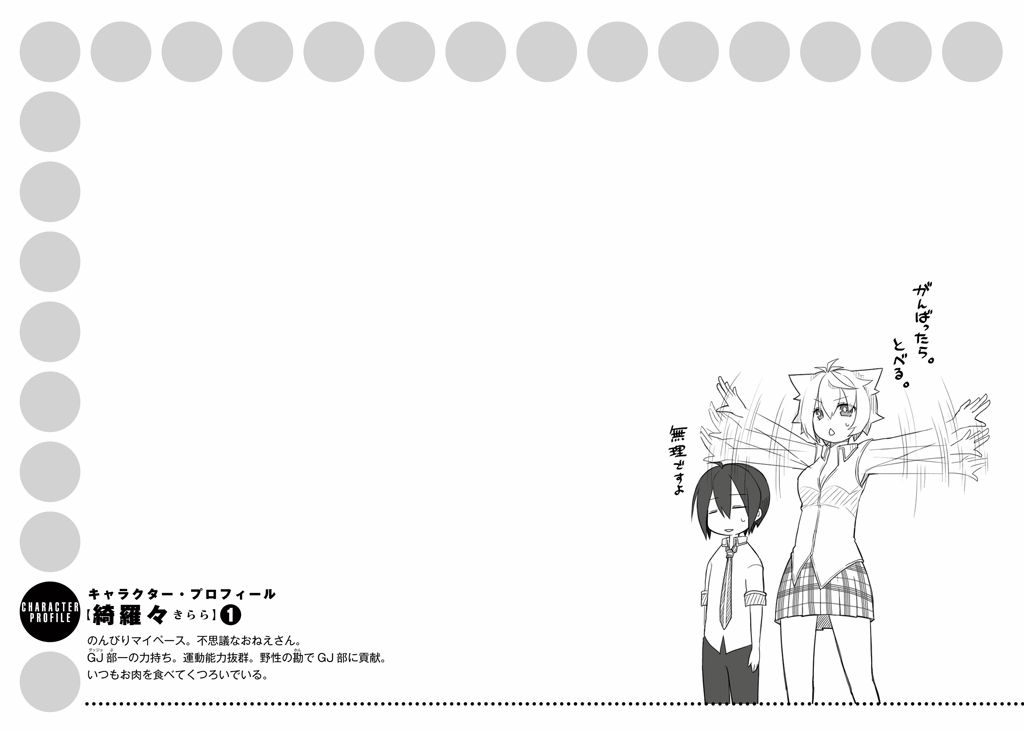 がんばったら。
とべる。
無理ですよ
CHARACTER
PROFILE
キャラクター・プロフィール
【綺羅々 きらら】❶
のんびりマイペース。不思議なおねえさん。
GJ部一の力持ち。運動能力抜群。野性の勘でGJ部に貢献。
いつもお肉を食べてくつろいでいる。